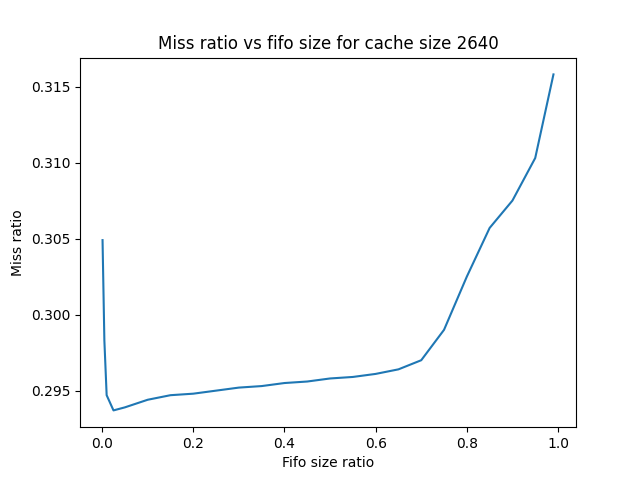 Miss ratio vs fifo size for cache size 2640
0.315
0.310
0.305
0.300
0.295
Miss ratio
0.0 0.2 0.4 0.6 0.8 1.0
Fifo size ratio